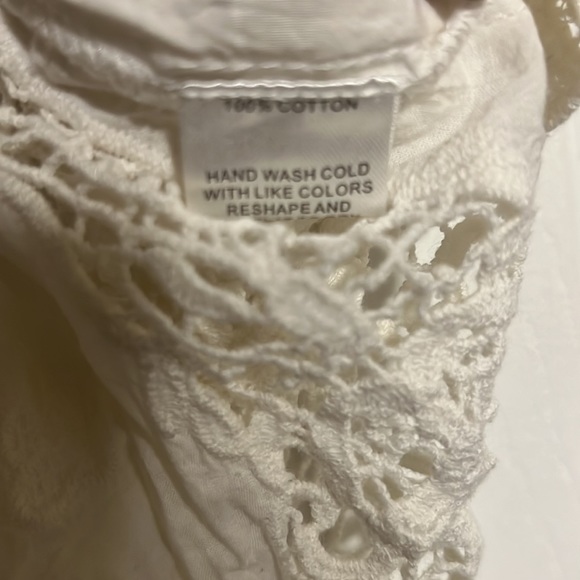 100% COTTON
HAND WASH COLD
WITH LIKE COLORS
RESHAPE AND